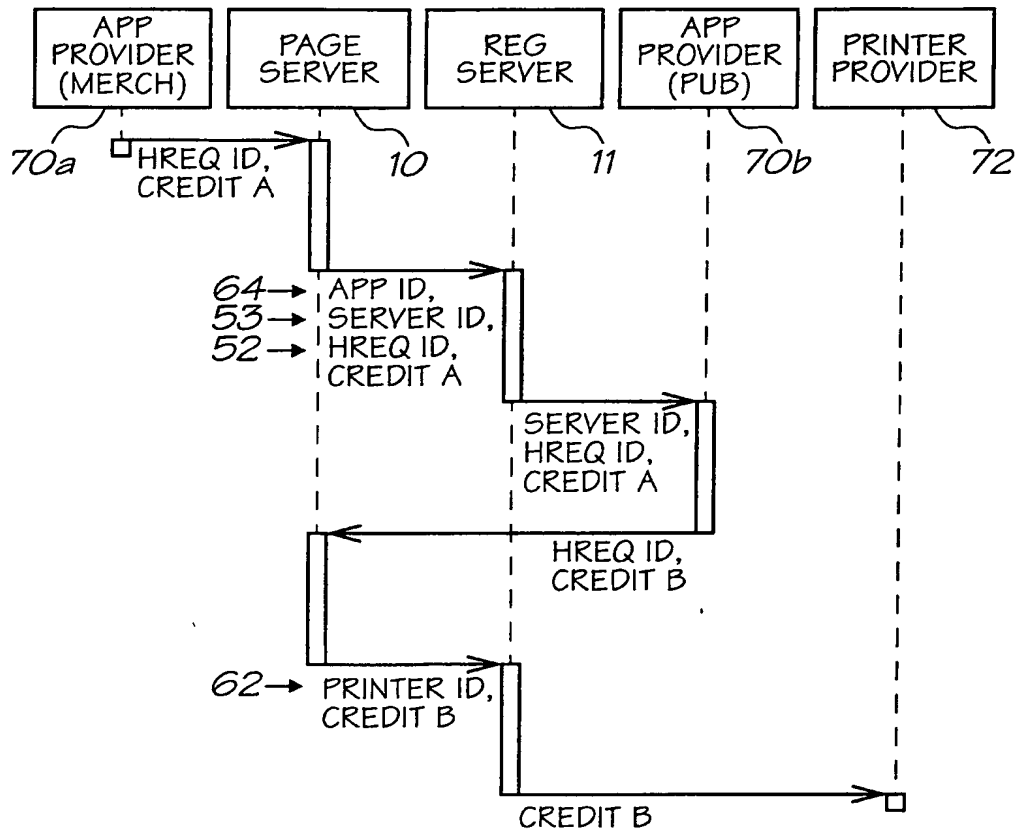 APP
PROVIDER
(MERCH)
PAGE
SERVER
REG
SERVER
APP
PROVIDER
(PUB)
PRINTER
PROVIDER
70a
10
11
70b
72
HREQ ID,
CREDIT A
64
APP ID,
53
SERVER ID,
52
HREQ ID,
CREDIT A
SERVER ID,
HREQ ID,
CREDIT A
HREQ ID,
CREDIT B
62
PRINTER ID,
CREDIT B
CREDIT B